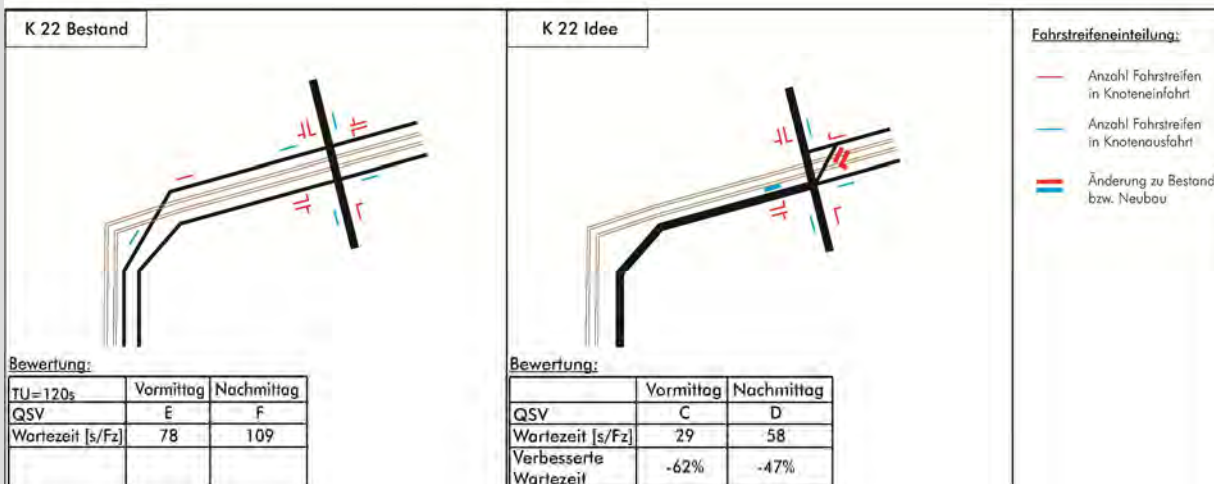 K 22 Bestand
K 22 Idee
Fahrstreifeneinteilung:
Anzahl Fahrstreifen
in Knoteneinfahrt
Anzahl Fahrstreifen
in Knotenausfahrt
Änderung zu Bestand
bzw. Neubau
Bewertung:
TU=120s Vormittag Nachmittag
QSV E F
Wartezeit [s/Fz] 78 109
Bewertung:
Vormittag Nachmittag
QSV C D
Wartezeit [s/Fz] 29 58
Verbesserte
Wartezeit -62% -47%